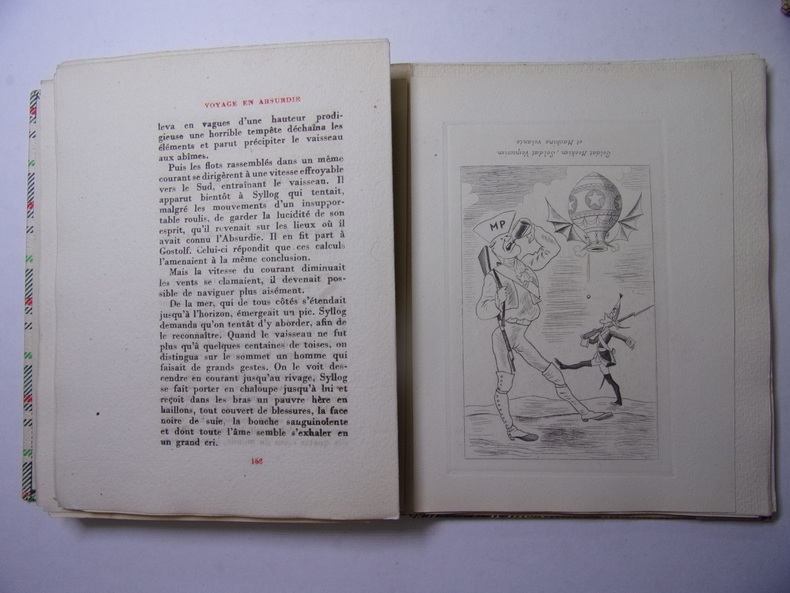 VOYAGE EN ABSURDIE
leva en vagues d'une hauteur prodi-
gieuse une horrible tempête déchaîna les
éléments et parut précipiter le vaisseau
aux abîmes.
Puis les flots rassemblés dans un même
courant se dirigèrent à une vitesse effroyable
vers le Sud, entraînant le vaisseau. Il
apparut bientôt à Syllog qui tentait,
malgré les mouvements d'un insuppor-
table roulis, de garder la lucidité de son
esprit, qu'il revenait sur les lieux où il
avait connu l'Absurdie. Il en fit part à
Gostolf. Celui-ci répondit que ces calculs
l'amenaient à la même conclusion.
Mais la vitesse du courant diminuait
les vents se clamaient, il devenait pos-
sible de naviguer plus aisément.
De la mer, qui de tous côtés s'étendait
jusqu'à l'horizon, émergeait un pic. Syllog
demanda qu'on tentât d'y aborder, afin de
le reconnaître. Quand le vaisseau ne fut
plus qu'à quelques centaines de toises, on
distingua sur le sommet un homme qui
faisait de grands gestes. On le voit des-
cendre en courant jusqu'au rivage, Syllog
se fait porter en chaloupe jusqu'à lui et
reçoit dans les bras un pauvre hère en
haillons, tout couvert de blessures, la face
noire de suie, la bouche sanguinolente
et dont toute l'âme semble s'exhaler en
un grand cri.
Soldat Soldat
et Machine volante
MP